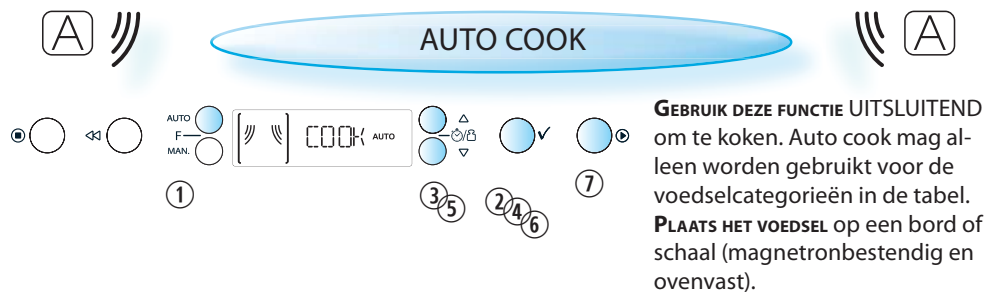 A
AUTO COOK
A
AUTO
F
MAN.
COOK AUTO
1
3
5
2
4
6
7
GEBRUIK DEZE FUNCTIE UITSLUITEND
om te koken. Auto cook mag al-
leen worden gebruikt voor de
voedselcategorieën in de tabel.
PLAATS HET VOEDSEL op een bord of
schaal (magnetronbestendig en
ovenvast).